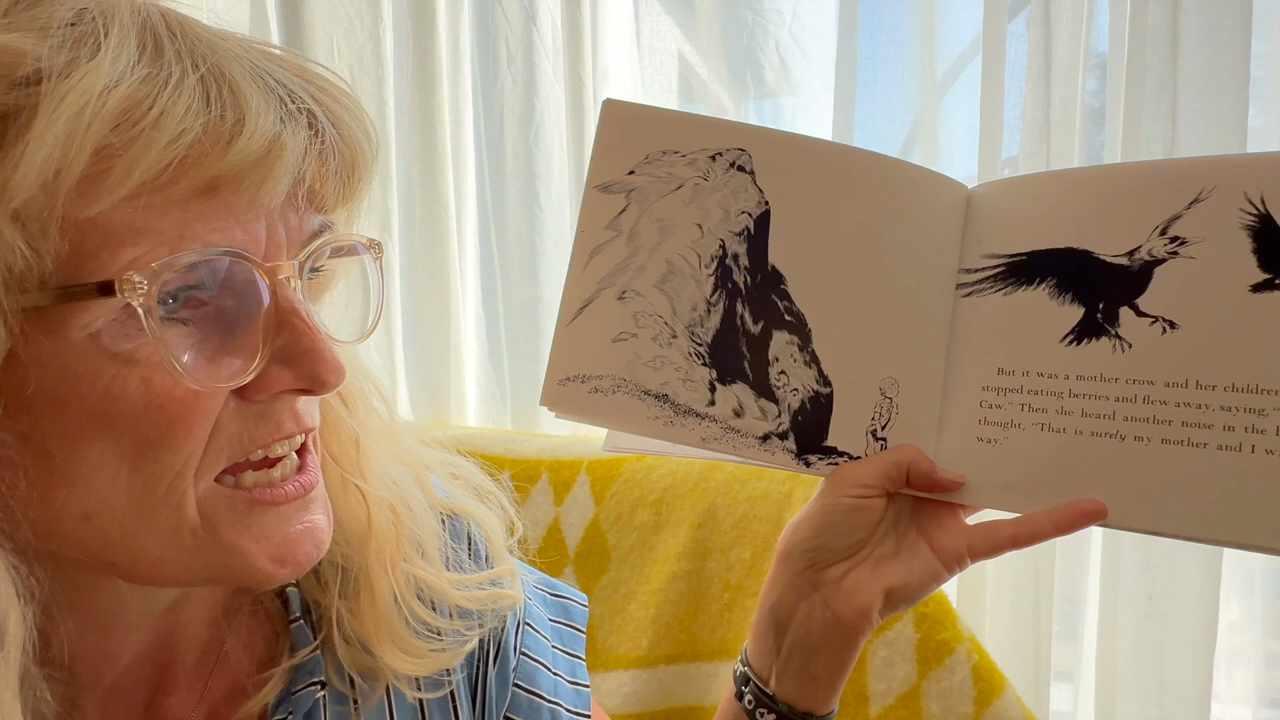 But it was a mother crow and her children
stopped eating berries and flew away, saying,
Caw." Then she heard another noise in the
thought, "That is surely my mother and I
way."